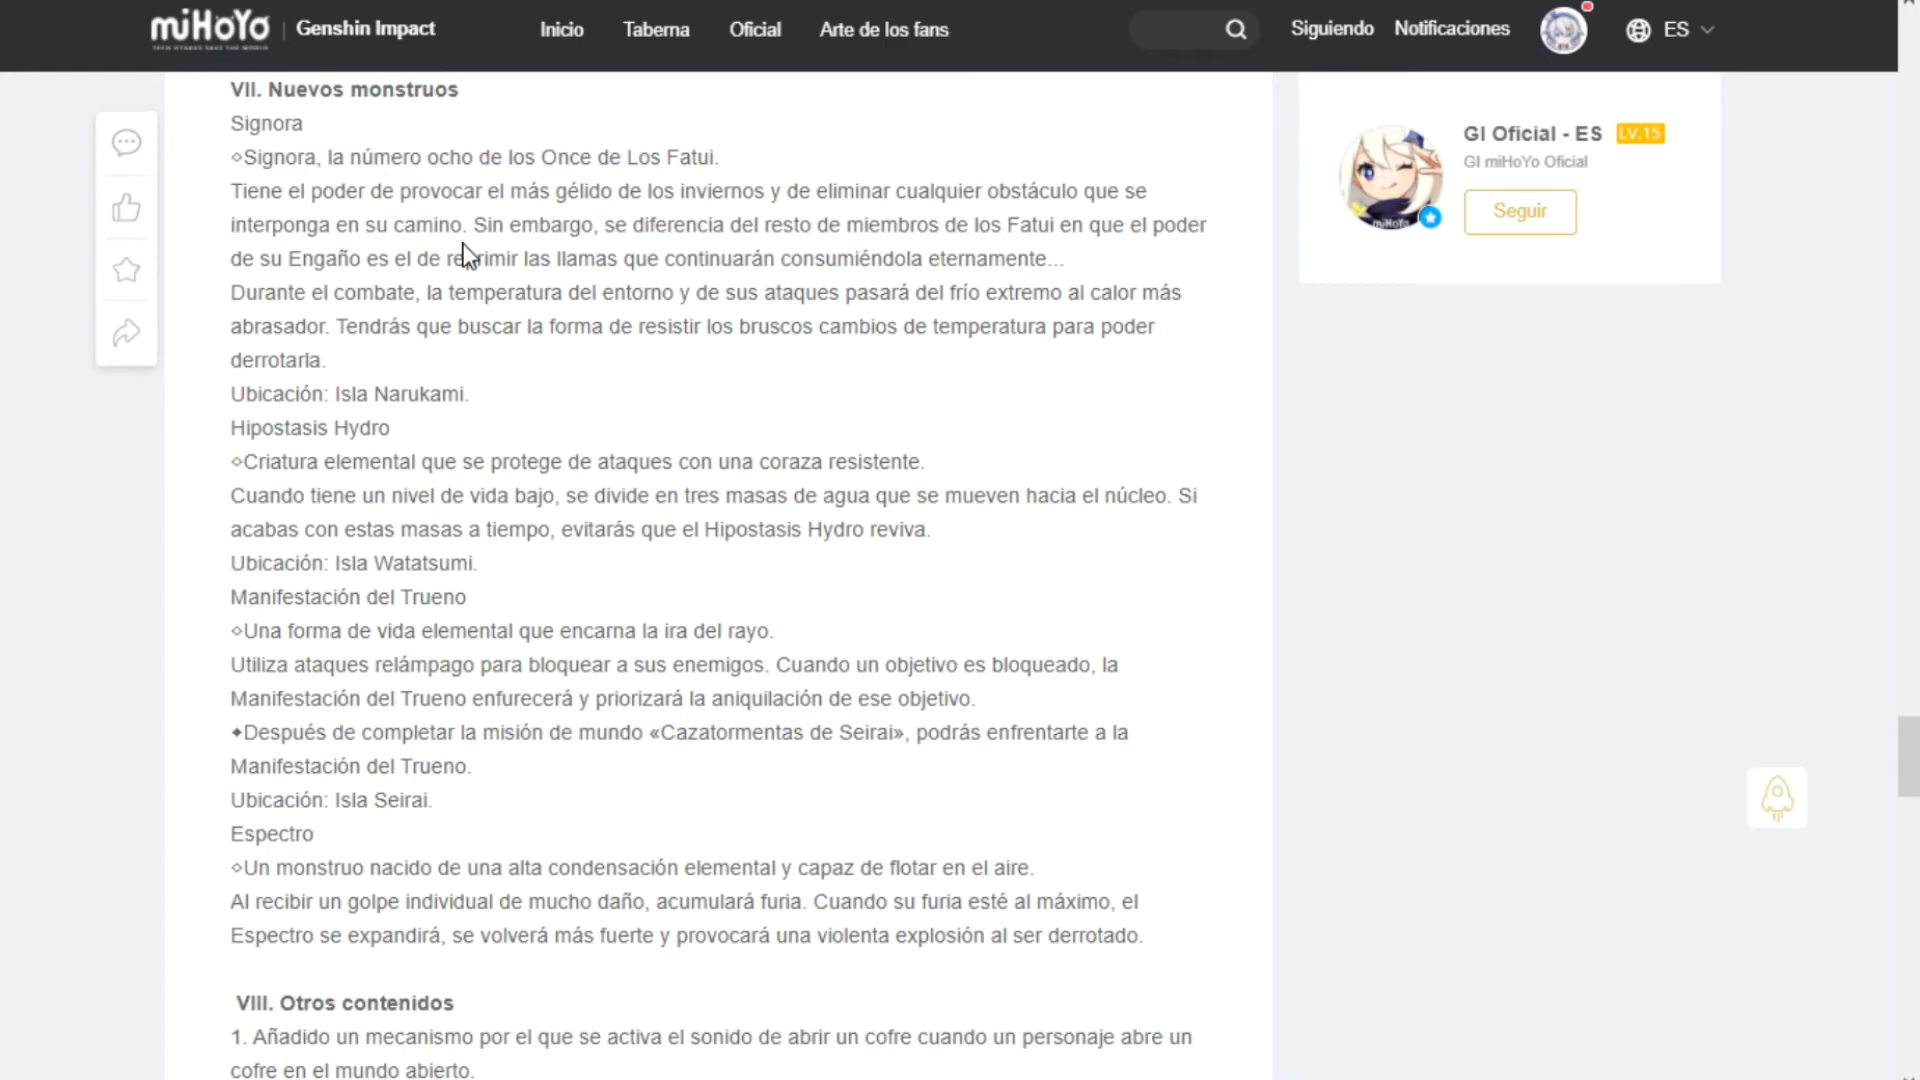 miHoYo
TECH OTAKUS SAVE THE WORLD
Genshin Impact
Inicio
Taberna
Oficial
Arte de los fans
Siguiendo
Notificaciones
ES
VII. Nuevos monstruos
Signora
◇Signora, la número ocho de los Once de Los Fatui.
Tiene el poder de provocar el más gélido de los inviernos y de eliminar cualquier obstáculo que se
interponga en su camino. Sin embargo, se diferencia del resto de miembros de los Fatui en que el poder
de su Engaño es el de reprimir las llamas que continuarán consumiéndola eternamente...
Durante el combate, la temperatura del entorno y de sus ataques pasará del frío extremo al calor más
abrasador. Tendrás que buscar la forma de resistir los bruscos cambios de temperatura para poder
derrotarla.
Ubicación: Isla Narukami.
Hipostasis Hydro
◇Criatura elemental que se protege de ataques con una coraza resistente.
Cuando tiene un nivel de vida bajo, se divide en tres masas de agua que se mueven hacia el núcleo. Si
acabas con estas masas a tiempo, evitarás que el Hipostasis Hydro reviva.
Ubicación: Isla Watatsumi.
Manifestación del Trueno
◇Una forma de vida elemental que encarna la ira del rayo.
Utiliza ataques relámpago para bloquear a sus enemigos. Cuando un objetivo es bloqueado, la
Manifestación del Trueno enfurecerá y priorizará la aniquilación de ese objetivo.
◆Después de completar la misión de mundo «Cazatormentas de Seirai», podrás enfrentarte a la
Manifestación del Trueno.
Ubicación: Isla Seirai.
Espectro
◇Un monstruo nacido de una alta condensación elemental y capaz de flotar en el aire.
Al recibir un golpe individual de mucho daño, acumulará furia. Cuando su furia esté al máximo, el
Espectro se expandirá, se volverá más fuerte y provocará una violenta explosión al ser derrotado.
VIII. Otros contenidos
1. Añadido un mecanismo por el que se activa el sonido de abrir un cofre cuando un personaje abre un
cofre en el mundo abierto.
GI Oficial - ES LV.15
GI miHoYo Oficial
Seguir
miHoYo